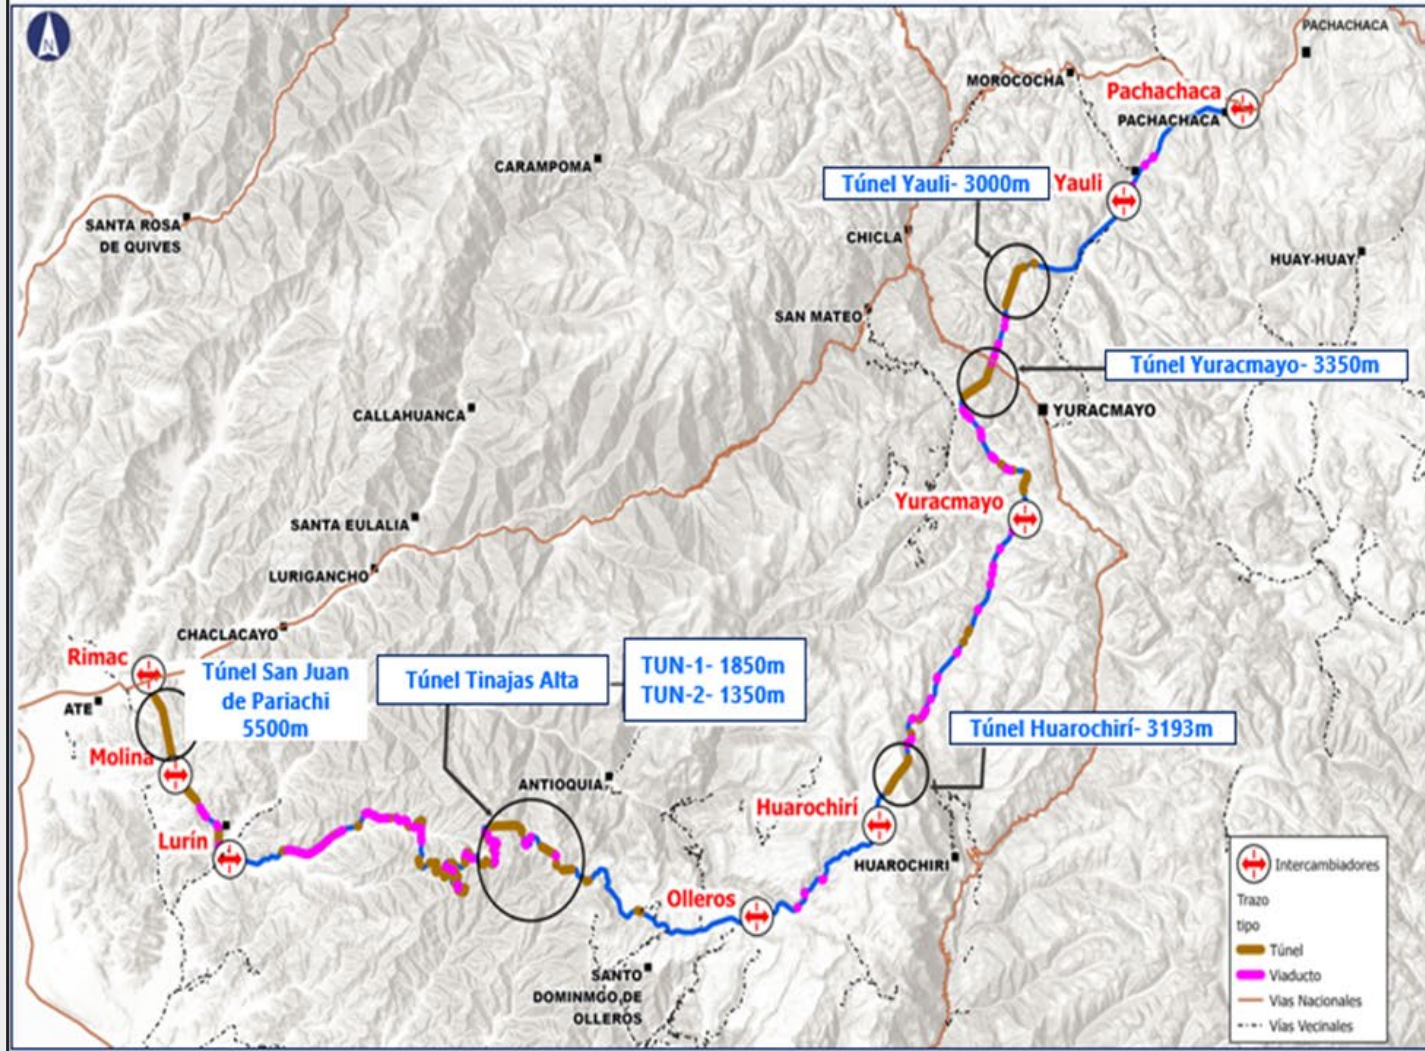 N
PACHACHACA
MOROCOCHA
Pachachaca
PACHACHACA
CARAMPOMA
Túnel Yauli- 3000m
Yauli
SANTA ROSA
DE QUIVES
CHICLA
HUAY-HUAY
SAN MATEO
Túnel Yuracmayo- 3350m
CALLAHUANCA
YURACMAYO
Yuracmayo
SANTA EULALIA
LURIGANCHO
CHACLACAYO
Rimac
Túnel San Juan
de Pariachi
5500m
Túnel Tinajas Alta
TUN-1- 1850m
TUN-2- 1350m
ATE
Túnel Huarochirí- 3193m
Molina
ANTIOQUIA
Huarochirí
Lurín
HUAROCHIRI
Olleros
SANTO
DOMINMGO,DE
OLLEROS
Intercambiadores
Trazo
tipo
Túnel
Viaducto
Vias Nacionales
Vías Vecinales